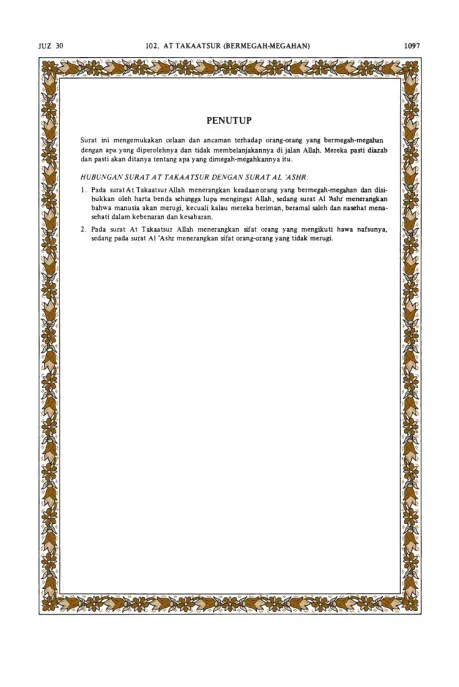 JUZ 30 102. AT TAKAATSUR (BERMEGAH-MEGAHAN) 1097
PENUTUP
Surat ini mengemukakan celaan dan ancaman terhadap orang-orang yang bermegah-megahan
dengan apa yang diperolehnya dan tidak membelanjakannya di jalan Allah. Mereka pasti diazab
dan pasti akan ditanya tentang apa yang dimegah-megahkannya itu.
HUBUNGAN SURAT AT TAKAATSUR DENGAN SURAT AL 'ASHR.
1. Pada surat At Takaatsur Allah menerangkan keadaan orang yang bermegah-megahan dan disi-
bukkan oleh harta benda sehingga lupa mengingat Allah, sedang surat Al 'Ashr menerangkan
bahwa manusia akan merugi, kecuali kalau mereka beriman, beramal saleh dan nasehat mena-
sehati dalam kebenaran dan kesabaran.
2. Pada surat At Takaatsur Allah menerangkan sifat orang yang mengikuti hawa nafsunya,
sedang pada surat Al 'Ashr menerangkan sifat orang-orang yang tidak merugi.